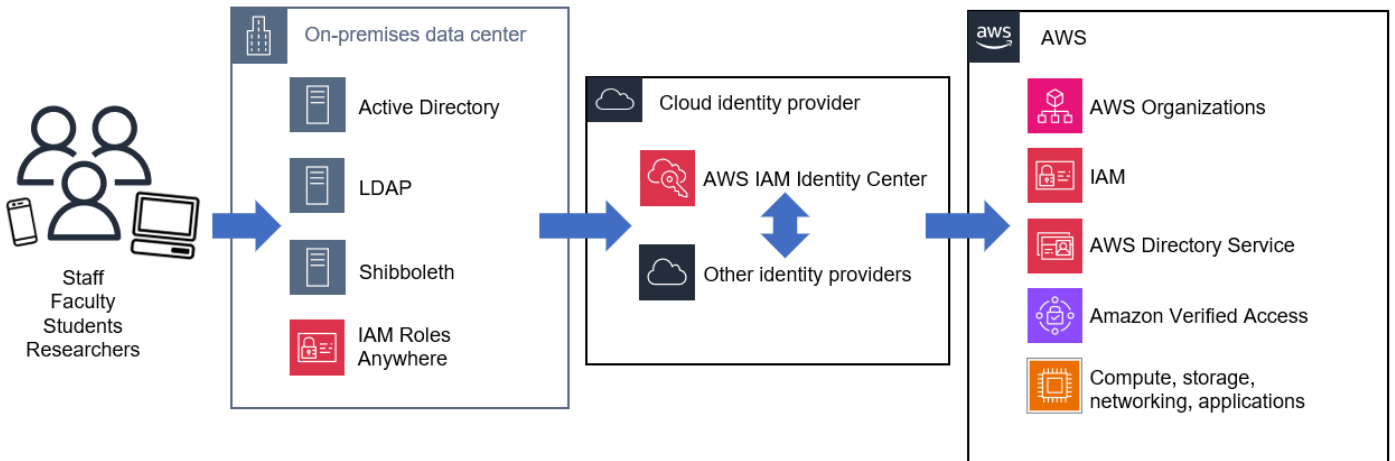 Staff
Faculty
Students
Researchers
On-premises data center
Active Directory
LDAP
Shibboleth
IAM Roles
Anywhere
Cloud identity provider
AWS IAM Identity Center
Other identity providers
aws
AWS
AWS Organizations
IAM
AWS Directory Service
Amazon Verified Access
Compute, storage,
networking, applications